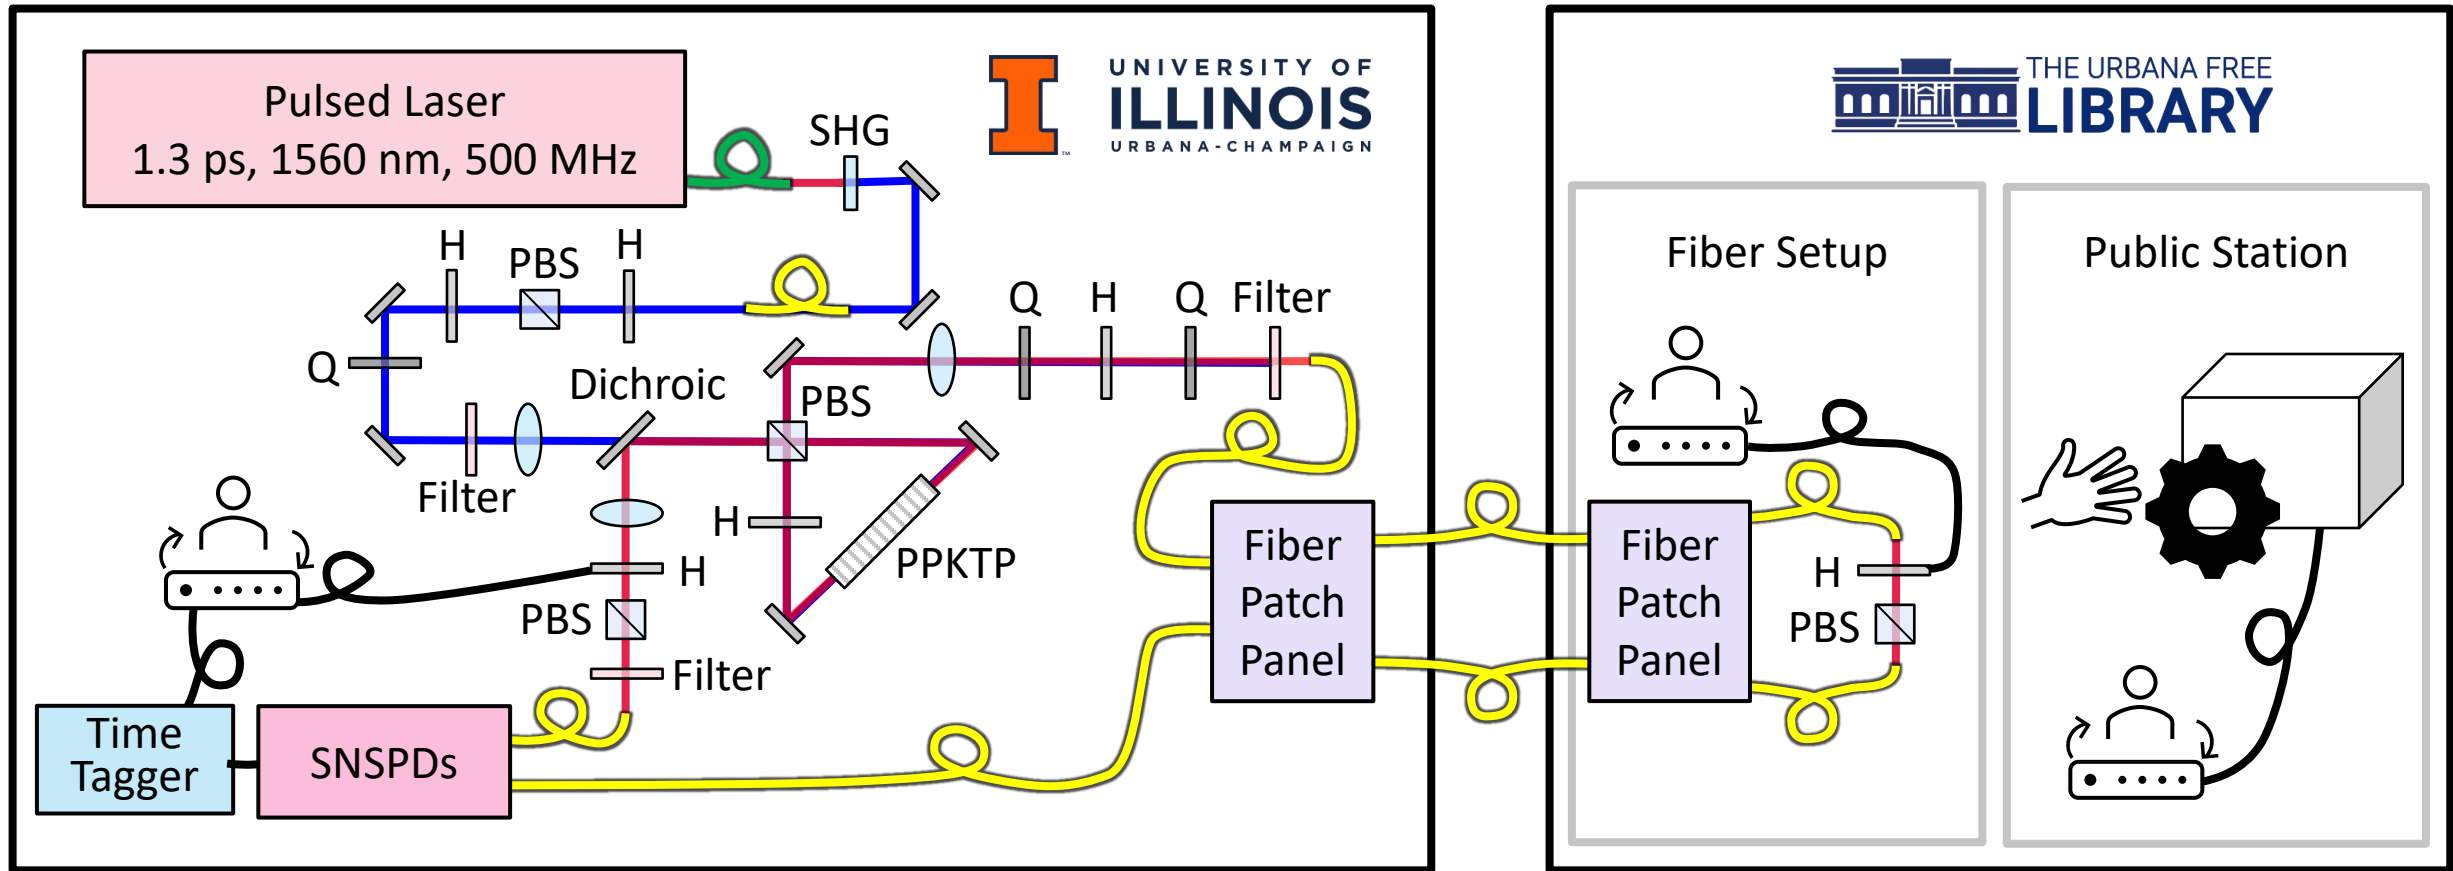 Pulsed Laser
1.3 ps, 1560 nm, 500 MHz
SHG
UNIVERSITY OF
ILLINOIS
URBANA-CHAMPAIGN
TM
THE URBANA FREE
LIBRARY
H
PBS
H
Q
Dichroic
Filter
Q
H
Q
Filter
PBS
H
PPKTP
H
PBS
Filter
Time
Tagger
SNSPDs
Fiber
Patch
Panel
Fiber Setup
Fiber
Patch
Panel
H
PBS
Public Station